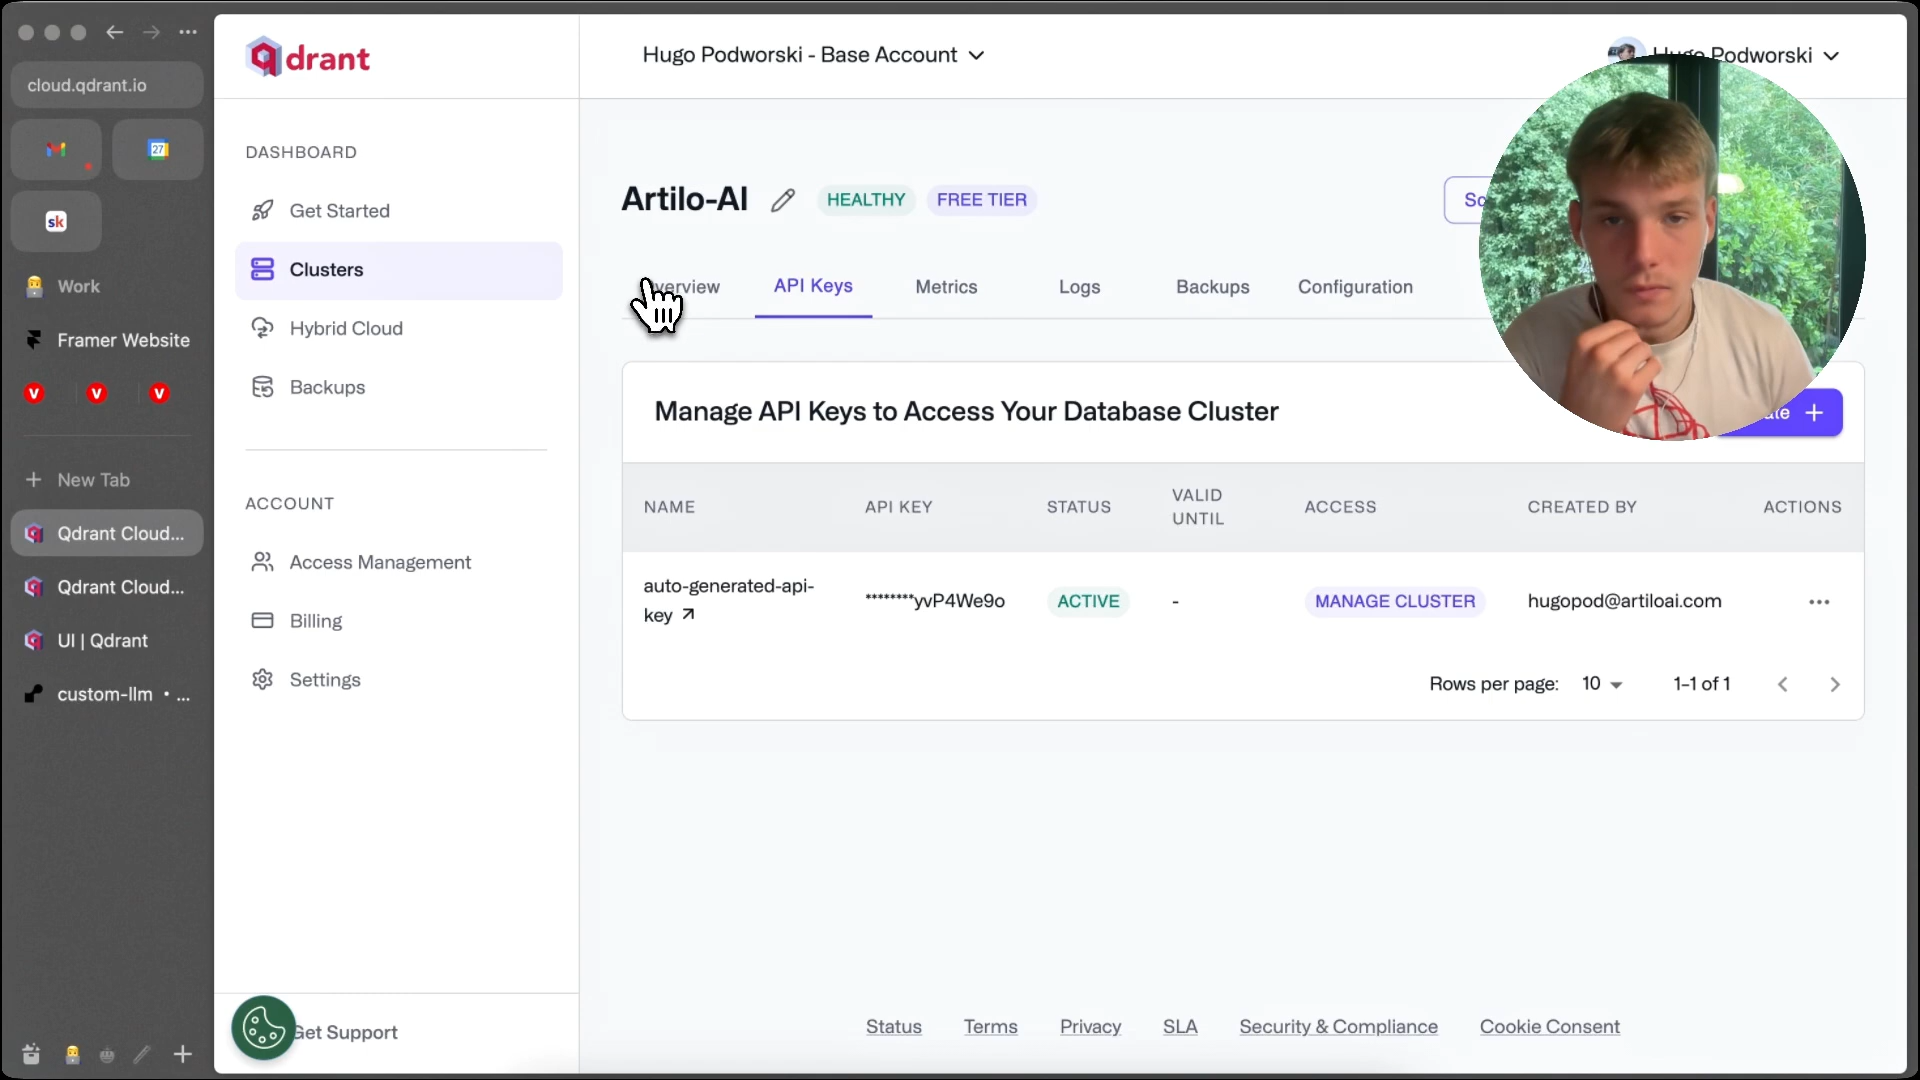 cloud.qdrant.io
27
sk
Work
Framer Website
V V V
New Tab
Qdrant Cloud...
Qdrant Cloud...
UI | Qdrant
custom-llm • ...
qdrant
DASHBOARD
Get Started
Clusters
Hybrid Cloud
Backups
ACCOUNT
Access Management
Billing
Settings
Get Support
Hugo Podworski - Base Account
Hugo Podworski
Artilo-AI
HEALTHY
FREE TIER
verview
API Keys
Metrics
Logs
Backups
Configuration
Manage API Keys to Access Your Database Cluster
NAME API KEY STATUS VALID UNTIL ACCESS CREATED BY ACTIONS
auto-generated-api-
key
********yvP4We9o
ACTIVE
-
MANAGE CLUSTER
hugopod@artiloai.com
Rows per page: 10 1-1 of 1
Status Terms Privacy SLA Security & Compliance Cookie Consent